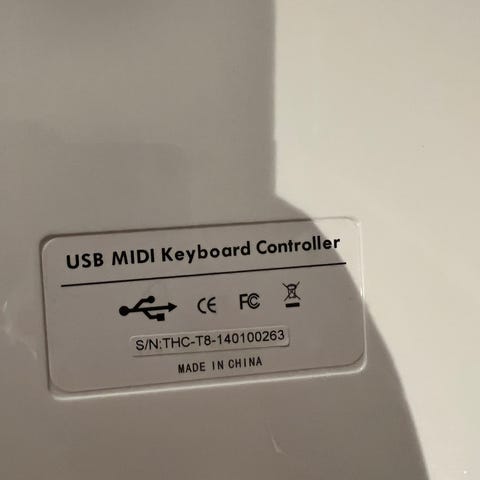 USB MIDI Keyboard Controller
CE FC
S/N:THC-T8-140100263
MADE IN CHINA